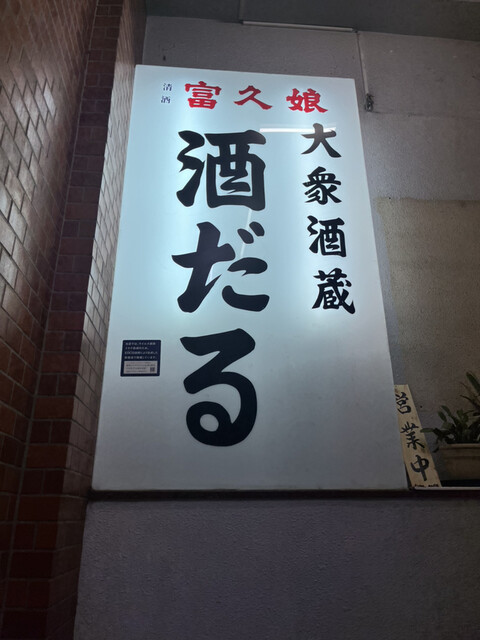 清酒
富久娘
大衆酒蔵
酒だる
営業中